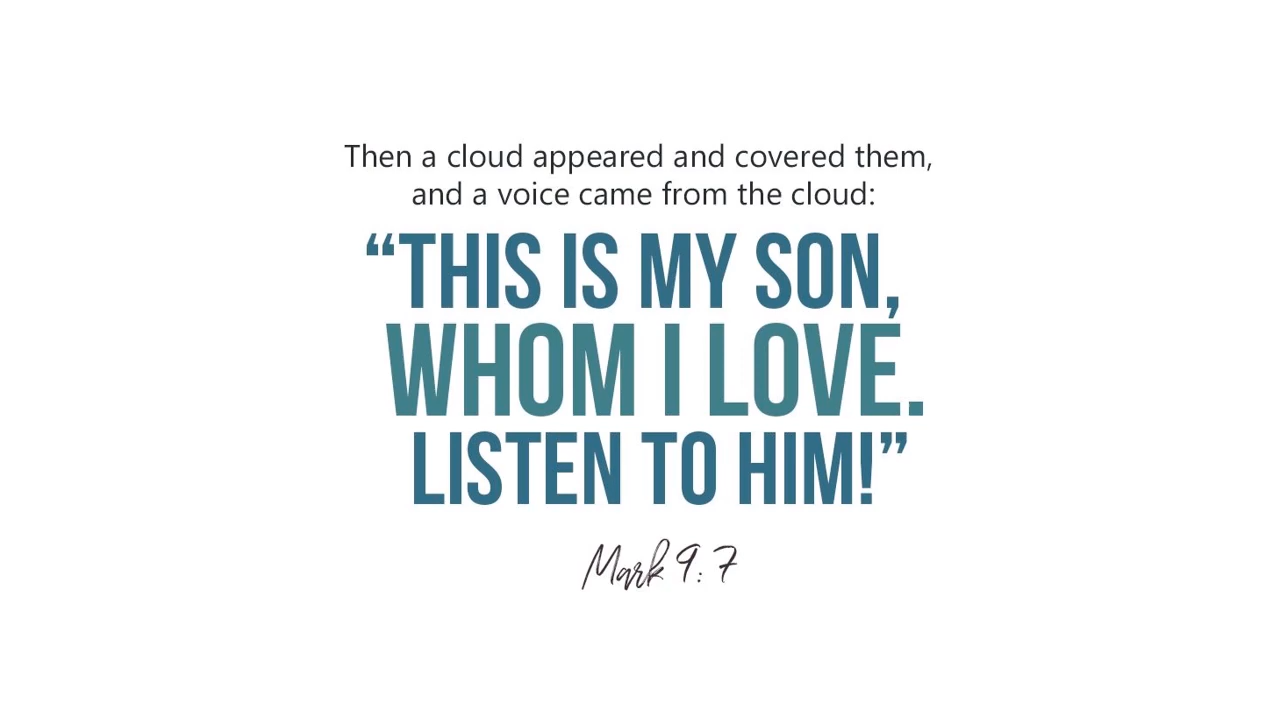 Then a cloud appeared and covered them,
and a voice came from the cloud:
“THIS IS MY SON,
WHOM I LOVE.
LISTEN TO HIM!”
Mark 9:7